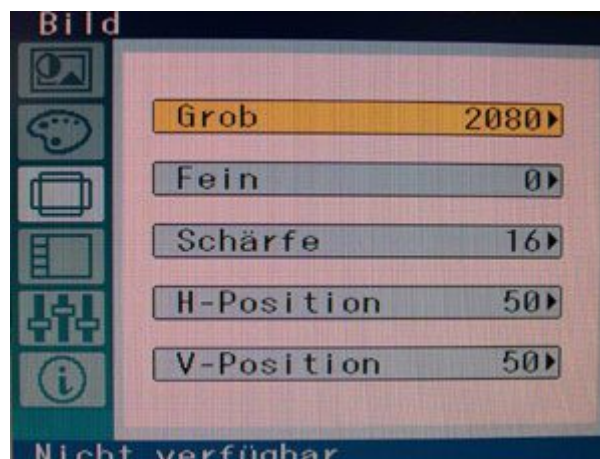 Bild
Grob 2080
Fein 0
Schärfe 16
H-Position 50
V-Position 50
Nicht verfügbar